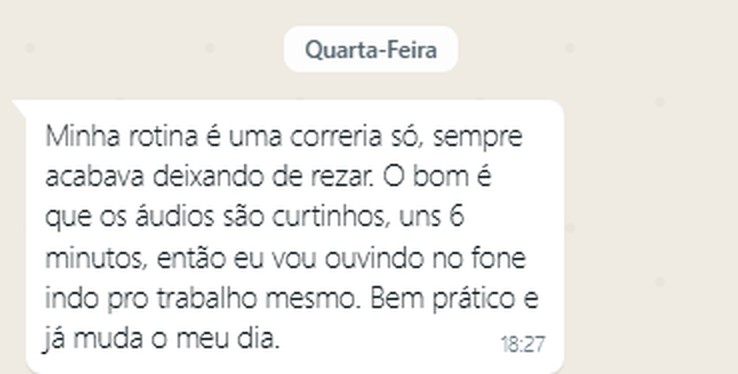 Quarta-Feira
Minha rotina é uma correria só, sempre
acabava deixando de rezar. O bom é
que os áudios são curtinhos, uns 6
minutos, então eu vou ouvindo no fone
indo pro trabalho mesmo. Bem prático e
já muda o meu dia.
18:27